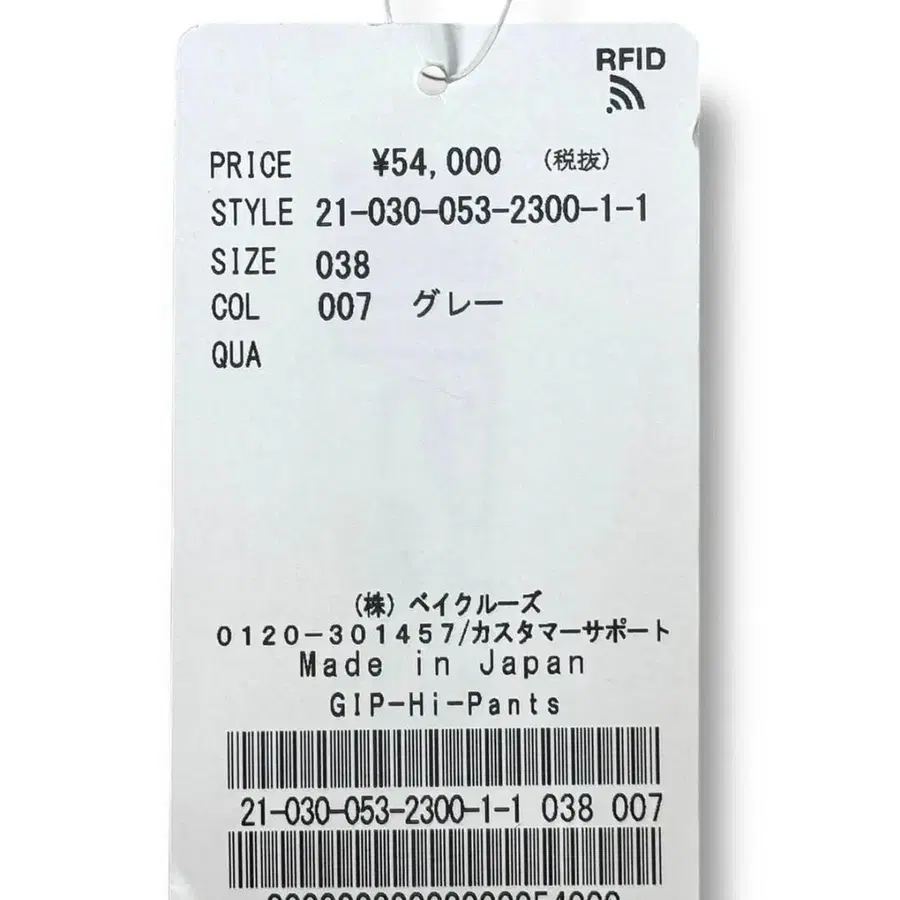 RFID
PRICE ¥54,000 (税抜)
STYLE 21-030-053-2300-1-1
SIZE 038
COL 007 グレー
QUA
(株) ベイクルーズ
0120-301457/カスタマーサポート
Made in Japan
GIP-Hi-Pants
21-030-053-2300-1-1 038 007